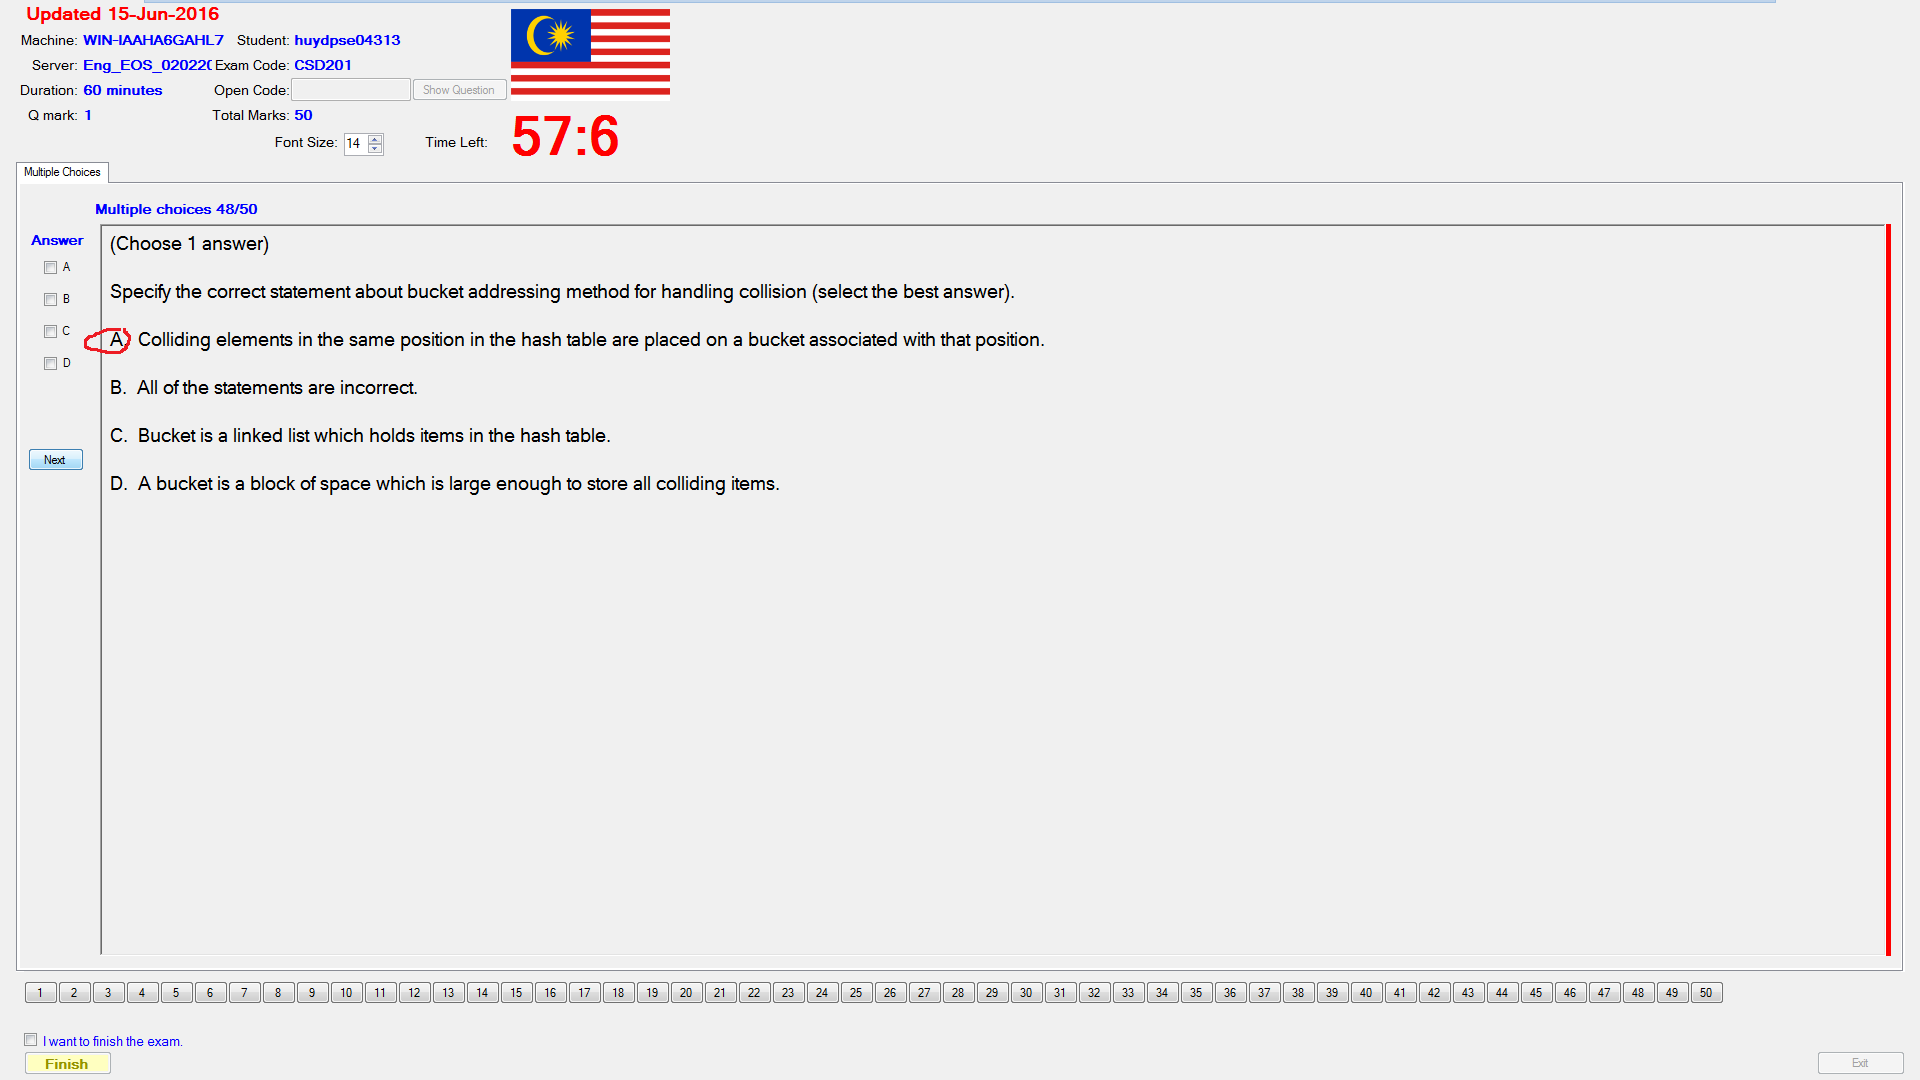 Updated 15-Jun-2016
Machine: WIN-IAAHA6GAHL7 Student: huydpse04313
Server: Eng_EOS_020220 Exam Code: CSD201
Duration: 60 minutes Open Code: Show Question
Q mark: 1 Total Marks: 50
Font Size: 14 Time Left: 57:6
Multiple Choices
Multiple choices 48/50
Answer
A
B
C
D
Next
(Choose 1 answer)
Specify the correct statement about bucket addressing method for handling collision (select the best answer).
A. Colliding elements in the same position in the hash table are placed on a bucket associated with that position.
B. All of the statements are incorrect.
C. Bucket is a linked list which holds items in the hash table.
D. A bucket is a block of space which is large enough to store all colliding items.
1 2 3 4 5 6 7 8 9 10 11 12 13 14 15 16 17 18 19 20 21 22 23 24 25 26 27 28 29 30 31 32 33 34 35 36 37 38 39 40 41 42 43 44 45 46 47 48 49 50
I want to finish the exam.
Finish
Exit